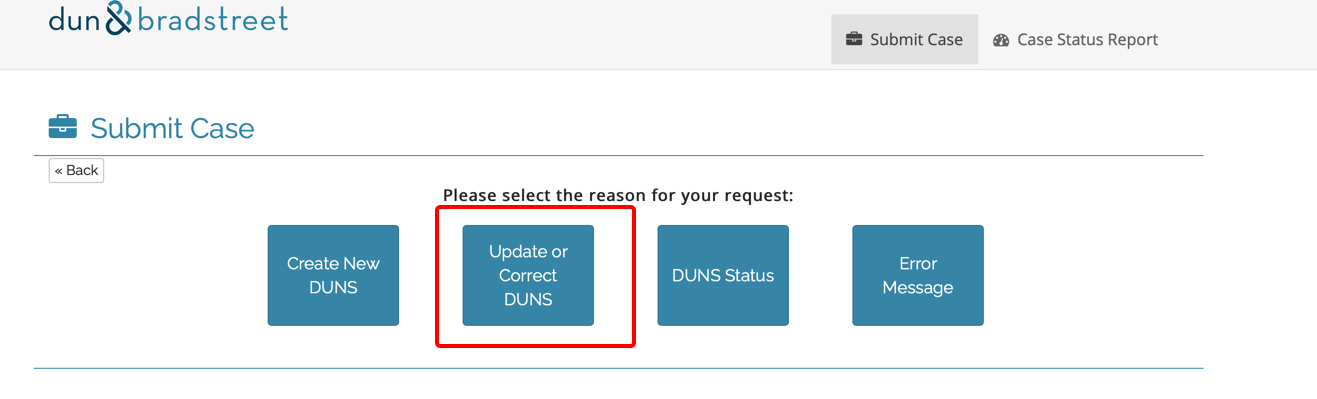 dun&bradstreet
Submit Case
Case Status Report
Submit Case
« Back
Please select the reason for your request:
Create New
DUNS
Update or
Correct
DUNS
DUNS Status
Error
Message